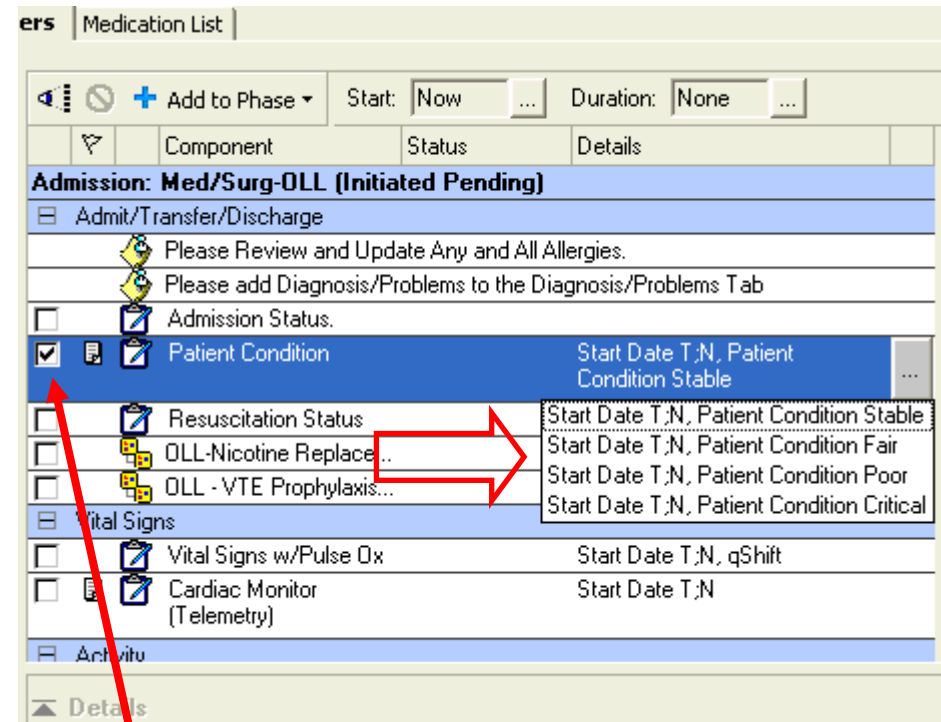 ers Medication List
Add to Phase Start: Now ... Duration: None ...
Component Status Details
Admission: Med/Surg-OLL (Initiated Pending)
Admit/Transfer/Discharge
Please Review and Update Any and All Allergies.
Please add Diagnosis/Problems to the Diagnosis/Problems Tab
Admission Status.
Patient Condition Start Date T;N, Patient
Condition Stable ...
Resuscitation Status Start Date T;N, Patient Condition Stable
OLL-Nicotine Replace... Start Date T;N, Patient Condition Fair
OLL - VTE Prophylaxis... Start Date T;N, Patient Condition Poor
Start Date T;N, Patient Condition Critical
Vital Signs
Vital Signs w/Pulse Ox Start Date T;N, qShift
Cardiac Monitor Start Date T;N
(Telemetry)
Activity
Details